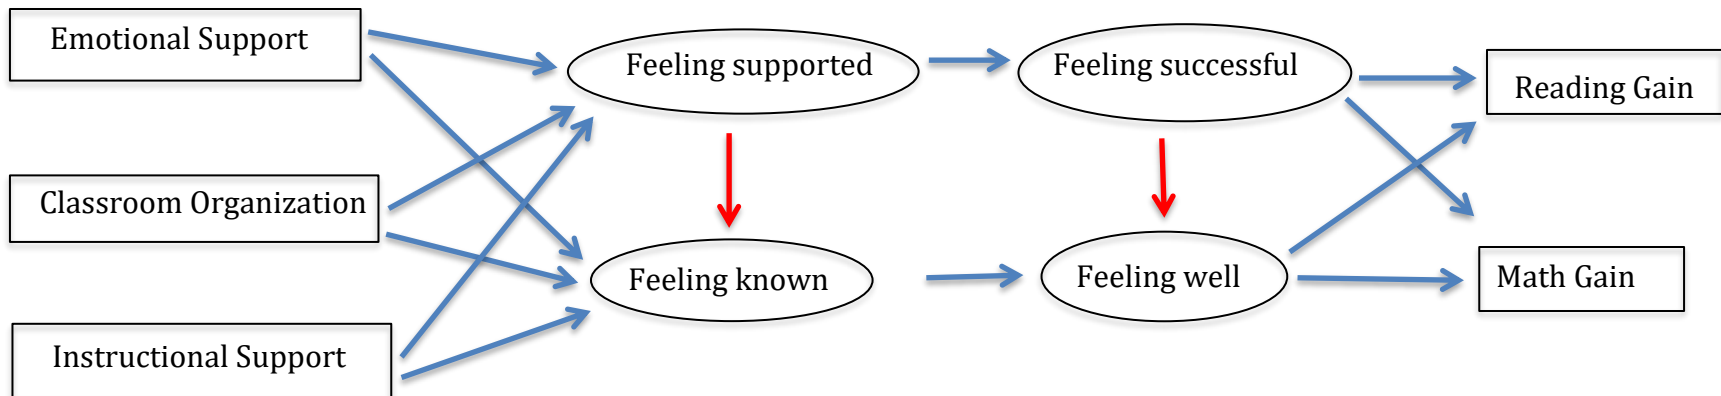 Emotional Support
Feeling supported
Feeling successful
Reading Gain
Classroom Organization
Feeling known
Feeling well
Math Gain
Instructional Support